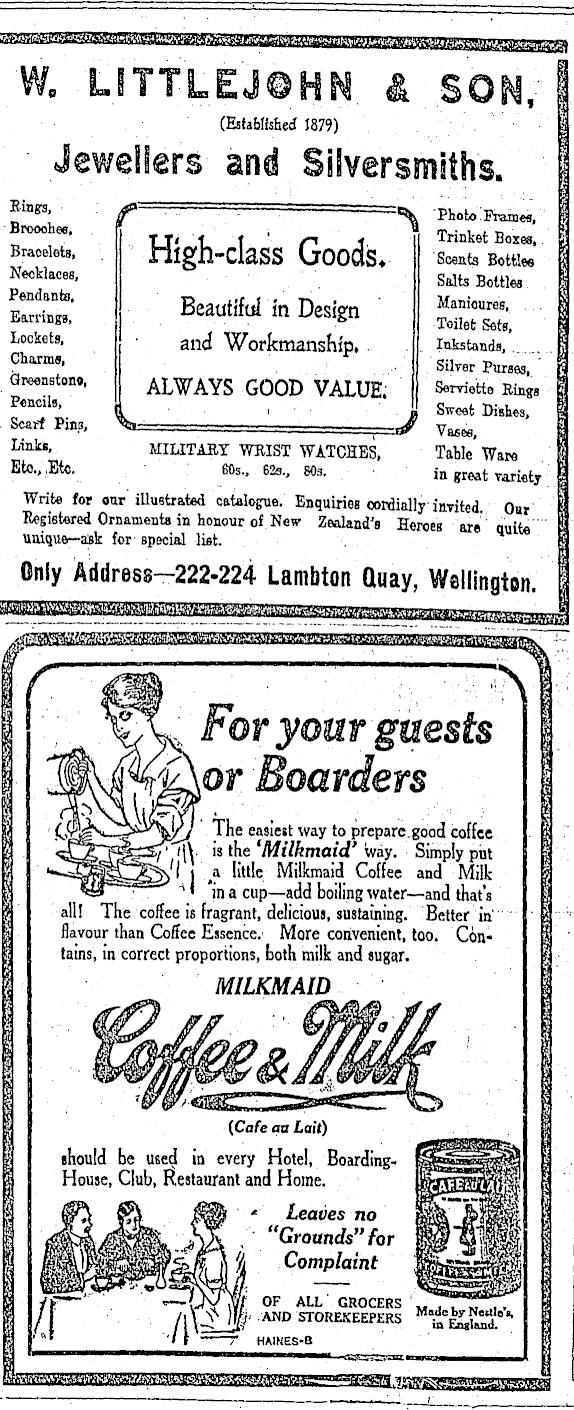 W. LITTLEJOHN & SON,
(Established 1879)
Jewellers and Silversmiths.
Rings,
Brooches,
Bracelets,
Necklaces,
Pendants,
Earrings,
Lockets,
Charms,
Greenstone,
Pencils,
Scarf Pins,
Links,
Etc., Etc.
High-class Goods.
Beautiful in Design
and Workmanship.
ALWAYS GOOD VALUE.
MILITARY WRIST WATCHES,
60s., 62s., 80s.
Photo Frames,
Trinket Boxes,
Scents Bottles
Salts Bottles
Manicures,
Toilet Sets,
Inkstands,
Silver Purses,
Serviette Rings
Sweet Dishes,
Vases,
Table Ware
in great variety
Write for our illustrated catalogue. Enquiries cordially invited. Our
Registered Ornaments in honour of New Zealand's Heroes are quite
unique—ask for special list.
Only Address—222-224 Lambton Quay, Wellington.
For your guests
or Boarders
The easiest way to prepare good coffee
is the 'Milkmaid' way. Simply put
a little Milkmaid Coffee and Milk
in a cup—add boiling water—and that's
all! The coffee is fragrant, delicious, sustaining. Better in
flavour than Coffee Essence. More convenient, too. Con-
tains, in correct proportions, both milk and sugar.
MILKMAID
Coffee & Milk
(Cafe au Lait)
should be used in every Hotel, Boarding-
House, Club, Restaurant and Home.
Leaves no
"Grounds" for
Complaint
OF ALL GROCERS
AND STOREKEEPERS
HAINES-B
CAFE AU LAIT
Made by Nestle's,
in England.